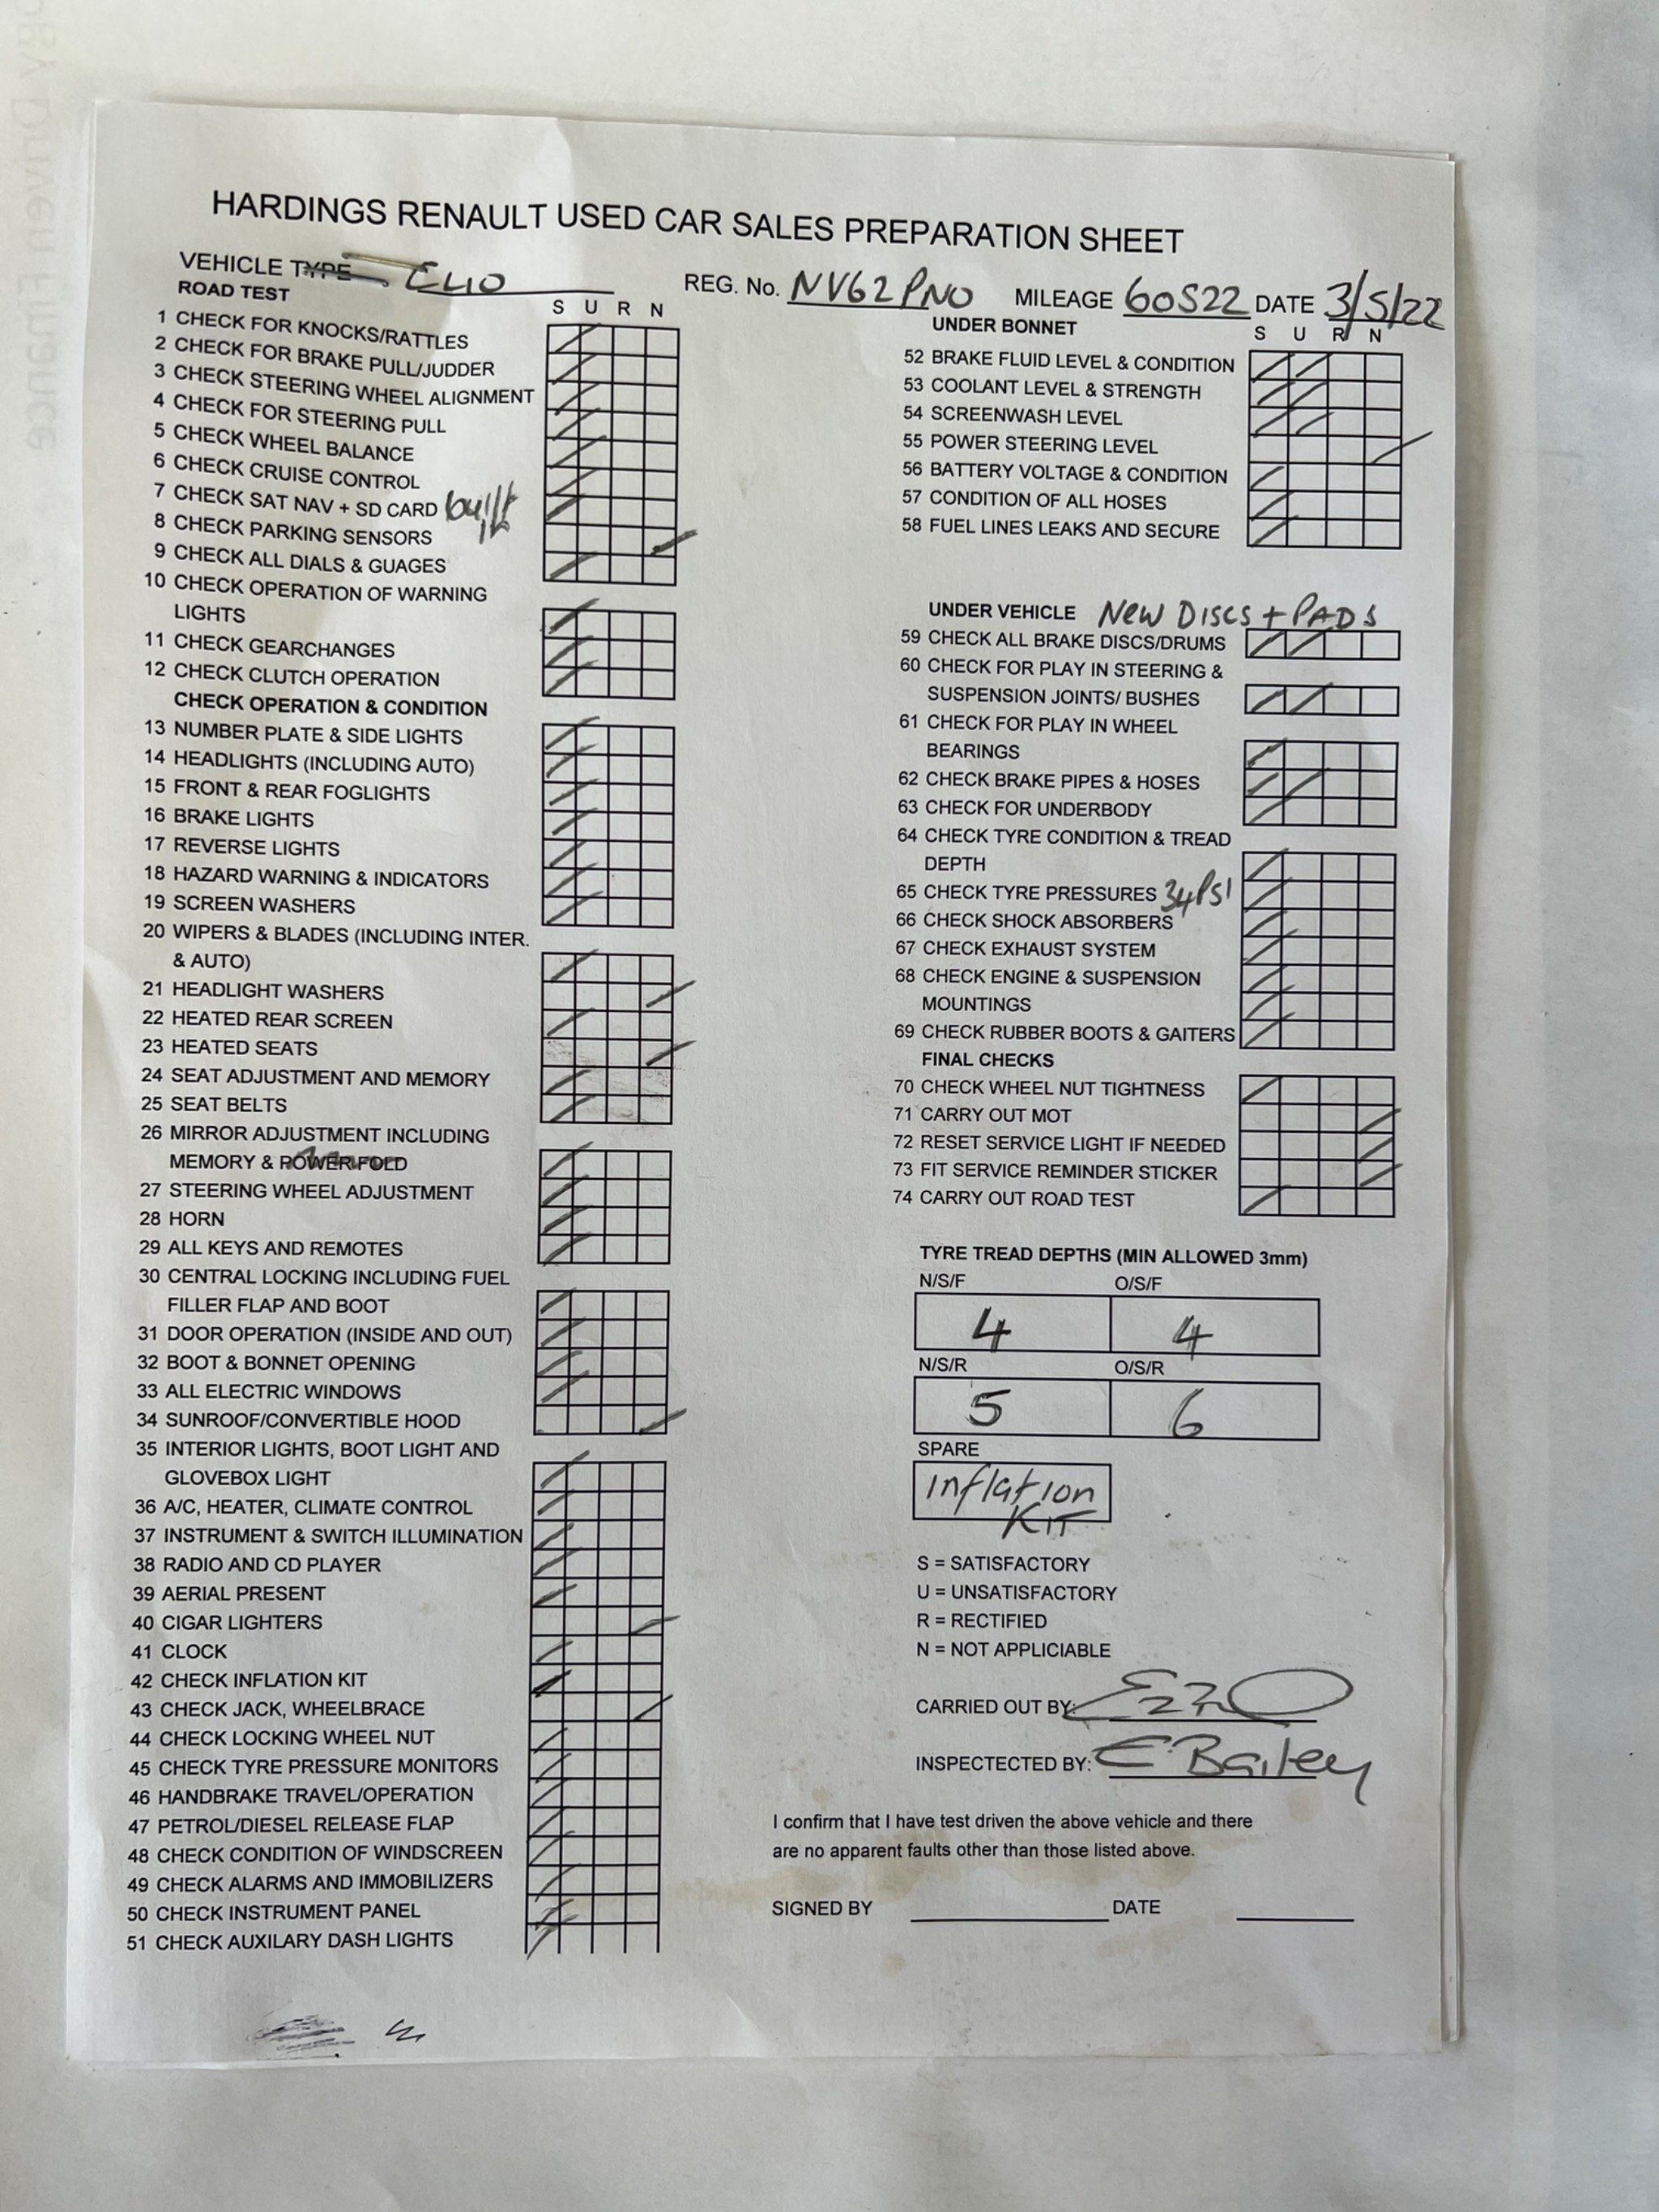 HARDINGS RENAULT USED CAR SALES PREPARATION SHEET
VEHICLE TYPE CLIO REG. No. NV62PNO MILEAGE 60522 DATE 3/5/22
ROAD TEST
S U R N
1 CHECK FOR KNOCKS/RATTLES
2 CHECK FOR BRAKE PULL/JUDDER
3 CHECK STEERING WHEEL ALIGNMENT
4 CHECK FOR STEERING PULL
5 CHECK WHEEL BALANCE
6 CHECK CRUISE CONTROL
7 CHECK SAT NAV + SD CARD built in
8 CHECK PARKING SENSORS
9 CHECK ALL DIALS & GUAGES
10 CHECK OPERATION OF WARNING
LIGHTS
11 CHECK GEARCHANGES
12 CHECK CLUTCH OPERATION
CHECK OPERATION & CONDITION
13 NUMBER PLATE & SIDE LIGHTS
14 HEADLIGHTS (INCLUDING AUTO)
15 FRONT & REAR FOGLIGHTS
16 BRAKE LIGHTS
17 REVERSE LIGHTS
18 HAZARD WARNING & INDICATORS
19 SCREEN WASHERS
20 WIPERS & BLADES (INCLUDING INTER.
& AUTO)
21 HEADLIGHT WASHERS
22 HEATED REAR SCREEN
23 HEATED SEATS
24 SEAT ADJUSTMENT AND MEMORY
25 SEAT BELTS
26 MIRROR ADJUSTMENT INCLUDING
MEMORY & POWER FOLD
27 STEERING WHEEL ADJUSTMENT
28 HORN
29 ALL KEYS AND REMOTES
30 CENTRAL LOCKING INCLUDING FUEL
FILLER FLAP AND BOOT
31 DOOR OPERATION (INSIDE AND OUT)
32 BOOT & BONNET OPENING
33 ALL ELECTRIC WINDOWS
34 SUNROOF/CONVERTIBLE HOOD
35 INTERIOR LIGHTS, BOOT LIGHT AND
GLOVEBOX LIGHT
36 A/C, HEATER, CLIMATE CONTROL
37 INSTRUMENT & SWITCH ILLUMINATION
38 RADIO AND CD PLAYER
39 AERIAL PRESENT
40 CIGAR LIGHTERS
41 CLOCK
42 CHECK INFLATION KIT
43 CHECK JACK, WHEELBRACE
44 CHECK LOCKING WHEEL NUT
45 CHECK TYRE PRESSURE MONITORS
46 HANDBRAKE TRAVEL/OPERATION
47 PETROL/DIESEL RELEASE FLAP
48 CHECK CONDITION OF WINDSCREEN
49 CHECK ALARMS AND IMMOBILIZERS
50 CHECK INSTRUMENT PANEL
51 CHECK AUXILARY DASH LIGHTS
UNDER BONNET
S U R N
52 BRAKE FLUID LEVEL & CONDITION
53 COOLANT LEVEL & STRENGTH
54 SCREENWASH LEVEL
55 POWER STEERING LEVEL
56 BATTERY VOLTAGE & CONDITION
57 CONDITION OF ALL HOSES
58 FUEL LINES LEAKS AND SECURE
UNDER VEHICLE New Discs + PADS
59 CHECK ALL BRAKE DISCS/DRUMS
60 CHECK FOR PLAY IN STEERING &
SUSPENSION JOINTS/ BUSHES
61 CHECK FOR PLAY IN WHEEL
BEARINGS
62 CHECK BRAKE PIPES & HOSES
63 CHECK FOR UNDERBODY
64 CHECK TYRE CONDITION & TREAD
DEPTH
65 CHECK TYRE PRESSURES 34PSI
66 CHECK SHOCK ABSORBERS
67 CHECK EXHAUST SYSTEM
68 CHECK ENGINE & SUSPENSION
MOUNTINGS
69 CHECK RUBBER BOOTS & GAITERS
FINAL CHECKS
70 CHECK WHEEL NUT TIGHTNESS
71 CARRY OUT MOT
72 RESET SERVICE LIGHT IF NEEDED
73 FIT SERVICE REMINDER STICKER
74 CARRY OUT ROAD TEST
TYRE TREAD DEPTHS (MIN ALLOWED 3mm)
N/S/F O/S/F
4 4
N/S/R O/S/R
5 6
SPARE
inflation
KIT
S = SATISFACTORY
U = UNSATISFACTORY
R = RECTIFIED
N = NOT APPLICIABLE
CARRIED OUT BY:
INSPECTECTED BY: E Bailey
I confirm that I have test driven the above vehicle and there
are no apparent faults other than those listed above.
SIGNED BY DATE